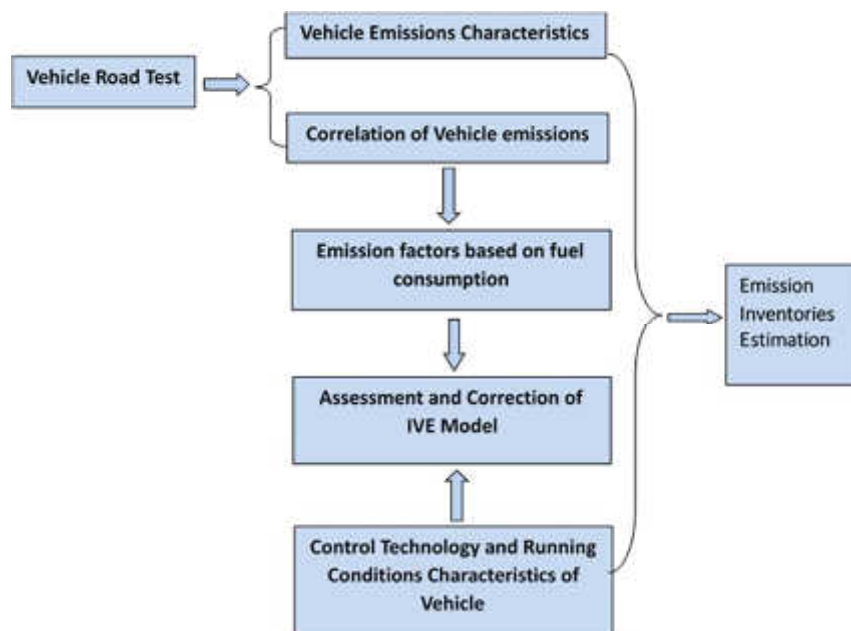 Vehicle Emissions Characteristics
Vehicle Road Test
Correlation of Vehicle emissions
Emission factors based on fuel
consumption
Emission
Inventories
Estimation
Assessment and Correction of
IVE Model
Control Technology and Running
Conditions Characteristics of
Vehicle